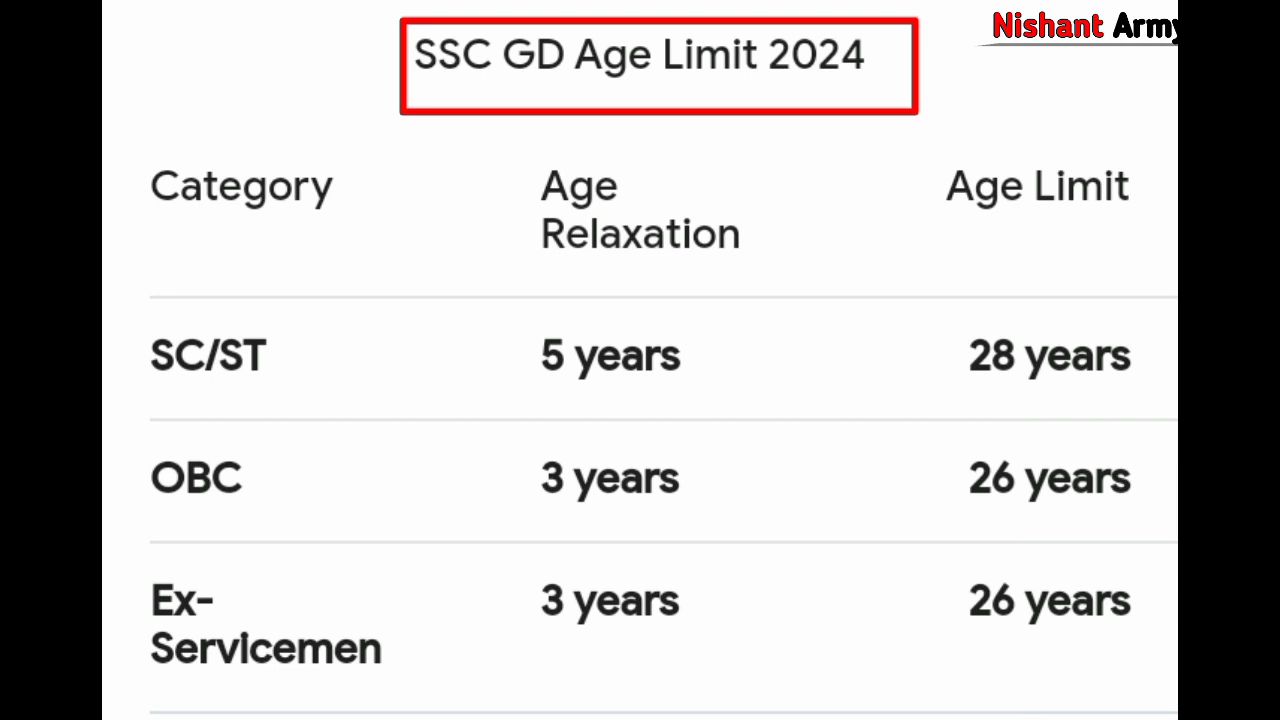 Nishant Army
SSC GD Age Limit 2024
Category Age Relaxation Age Limit
SC/ST 5 years 28 years
OBC 3 years 26 years
Ex-Servicemen 3 years 26 years